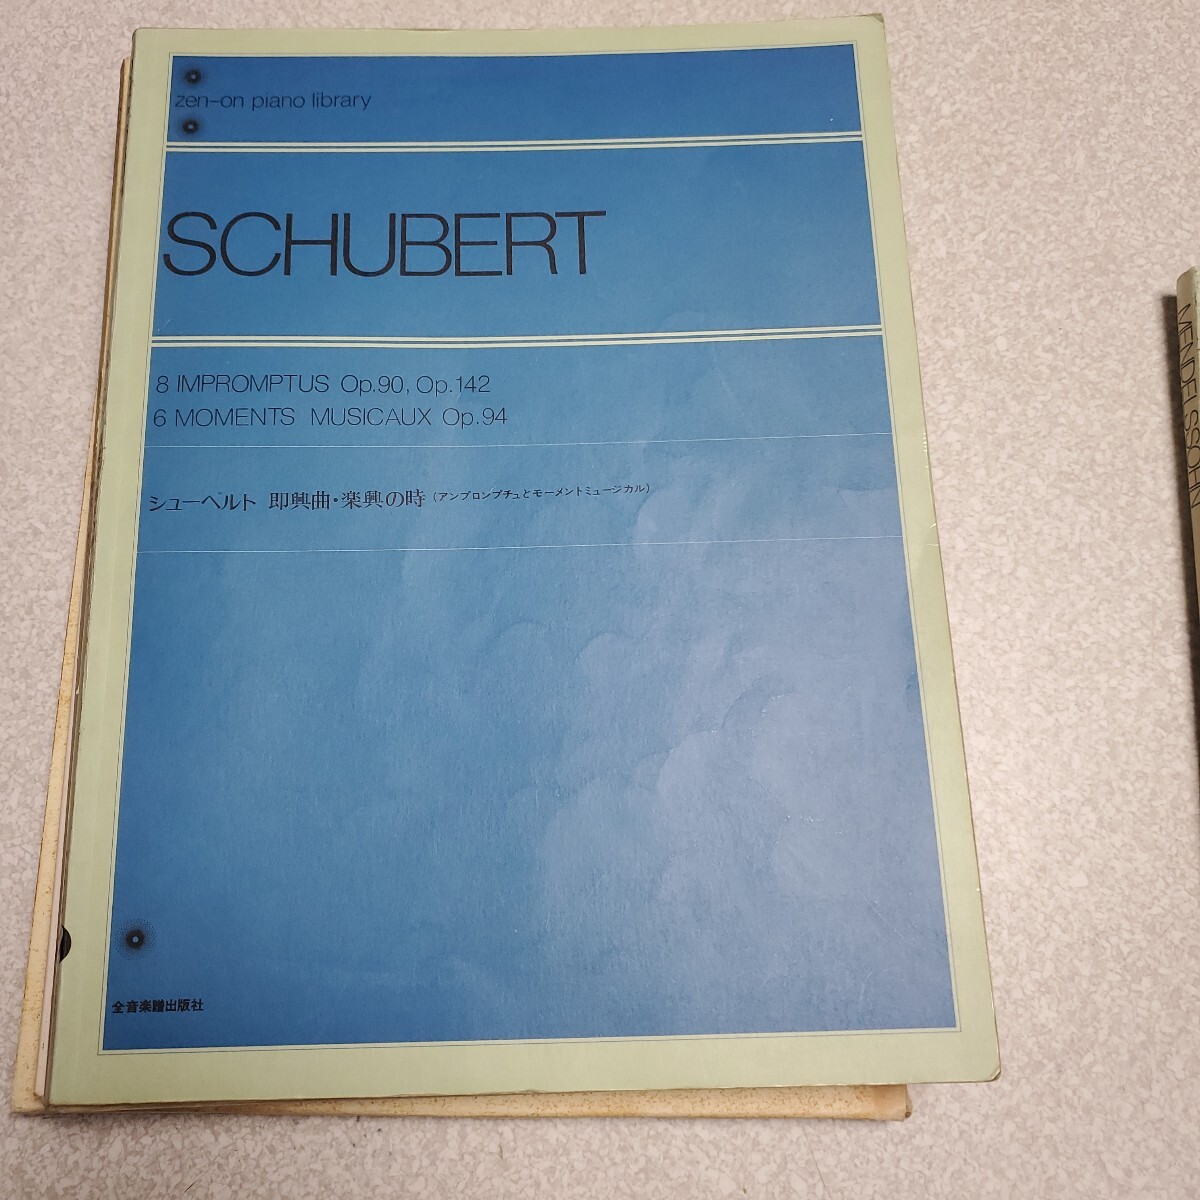 zen-on piano library
SCHUBERT
8 IMPROMPTUS Op.90, Op.142
6 MOMENTS MUSICAUX Op.94
シューベルト 即興曲・楽興の時 (アンプロンプチュとモーメントミュージカル)
全音楽譜出版社
MENDELSSOHN